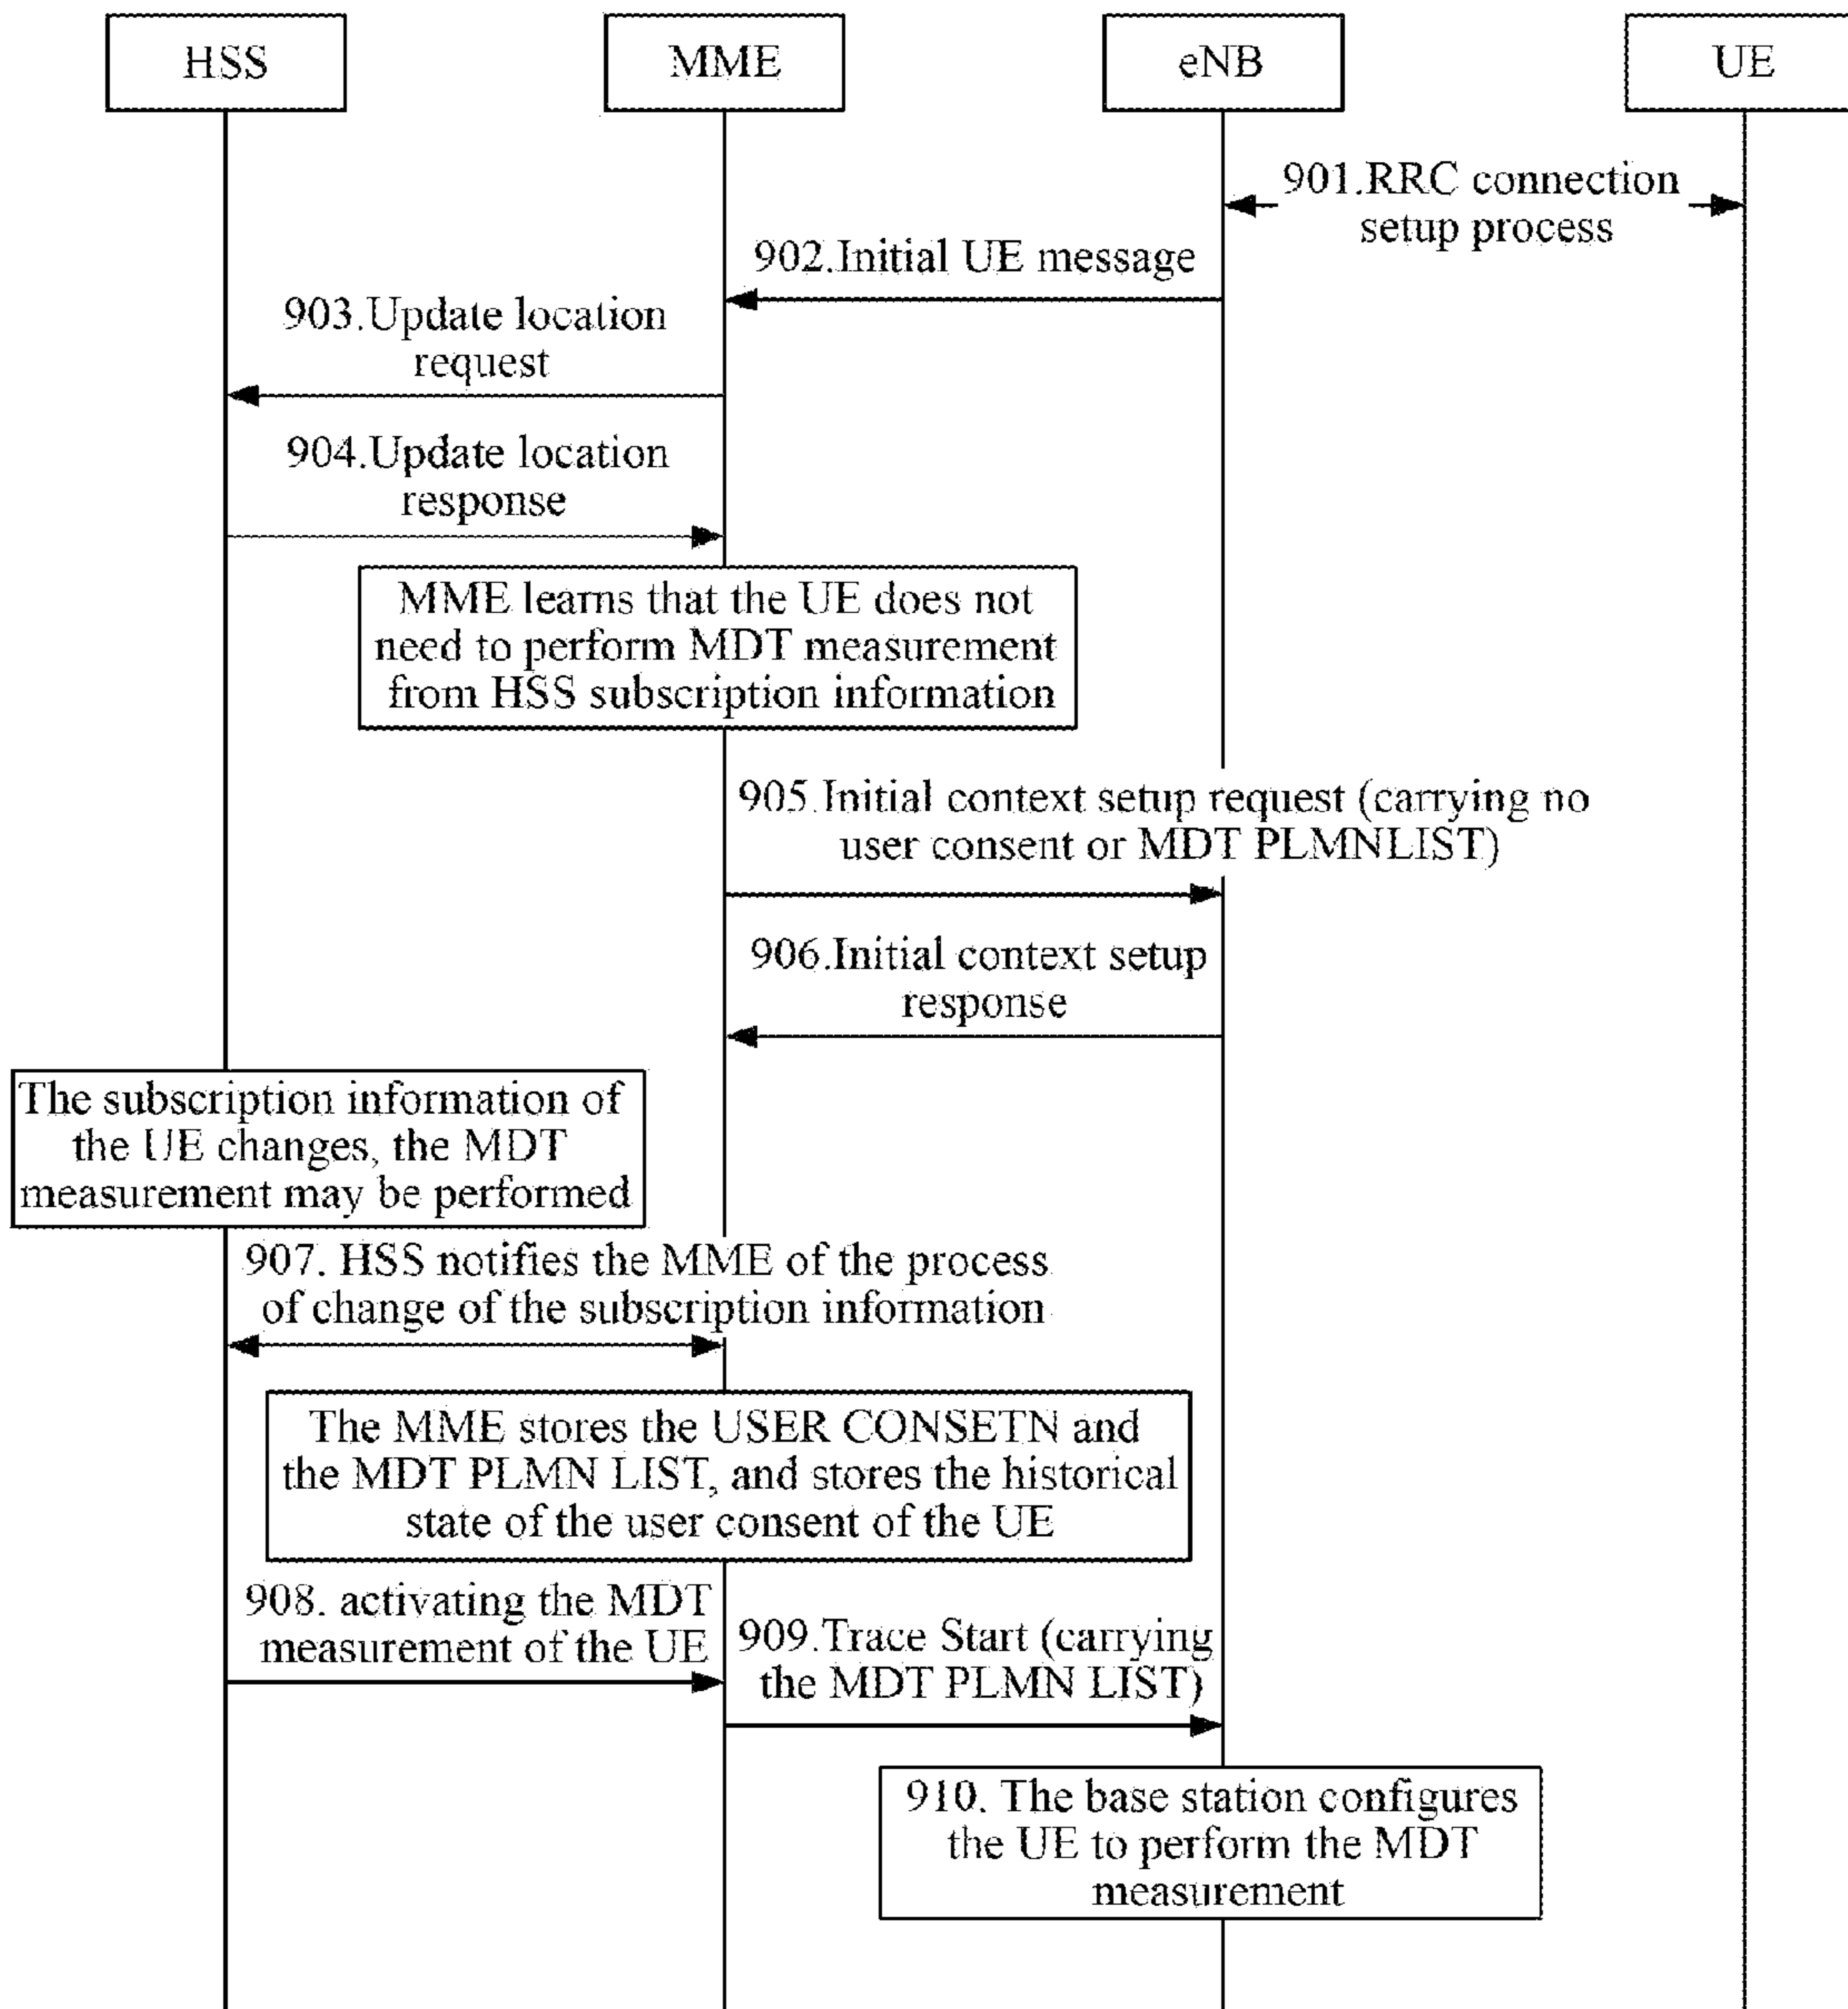 HSS
MME
eNB
UE
901.RRC connection
setup process
902.Initial UE message
903.Update location
request
904.Update location
response
MME learns that the UE does not
need to perform MDT measurement
from HSS subscription information
905.Initial context setup request (carrying no
user consent or MDT PLMNLIST)
906.Initial context setup
response
The subscription information of
the UE changes, the MDT
measurement may be performed
907. HSS notifies the MME of the process
of change of the subscription information
The MME stores the USER CONSETN and
the MDT PLMN LIST, and stores the historical
state of the user consent of the UE
908. activating the MDT
measurement of the UE
909.Trace Start (carrying
the MDT PLMN LIST)
910. The base station configures
the UE to perform the MDT
measurement